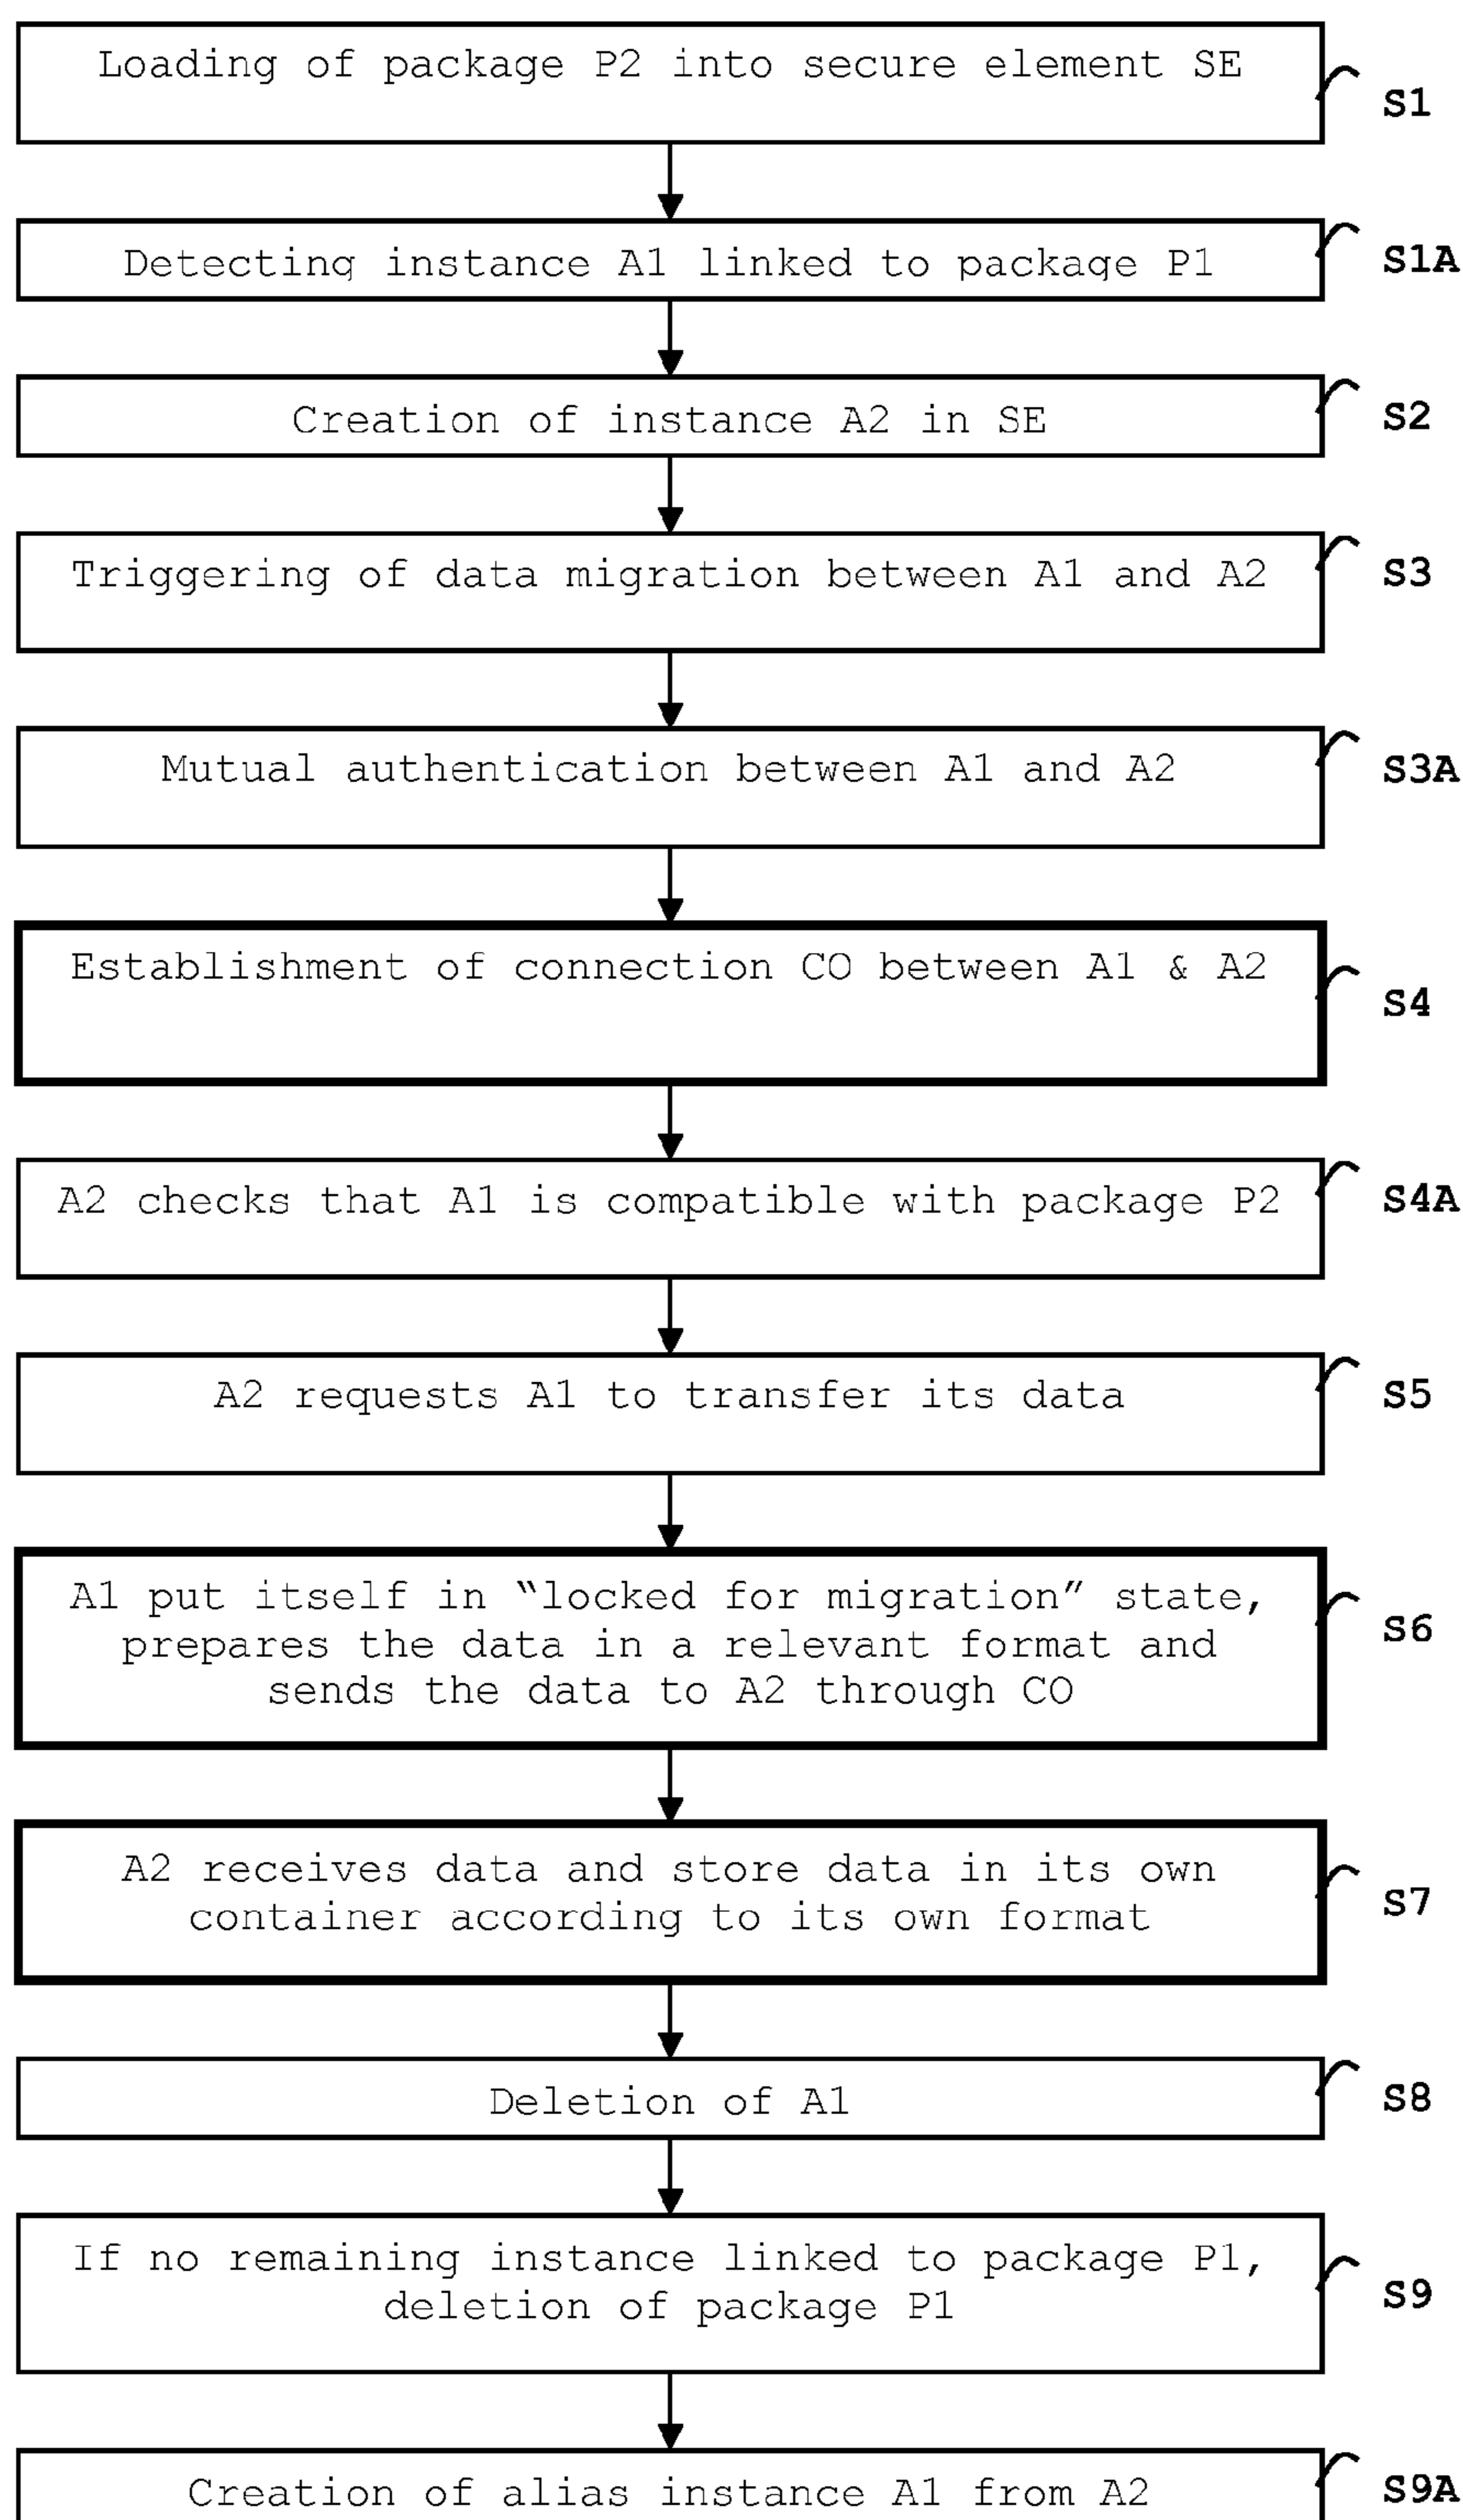 Loading of package P2 into secure element SE
S1
Detecting instance A1 linked to package P1
S1A
Creation of instance A2 in SE
S2
Triggering of data migration between A1 and A2
S3
Mutual authentication between A1 and A2
S3A
Establishment of connection CO between A1 & A2
S4
A2 checks that A1 is compatible with package P2
S4A
A2 requests A1 to transfer its data
S5
A1 put itself in “locked for migration” state,
prepares the data in a relevant format and
sends the data to A2 through CO
S6
A2 receives data and store data in its own
container according to its own format
S7
Deletion of A1
S8
If no remaining instance linked to package P1,
deletion of package P1
S9
Creation of alias instance A1 from A2
S9A